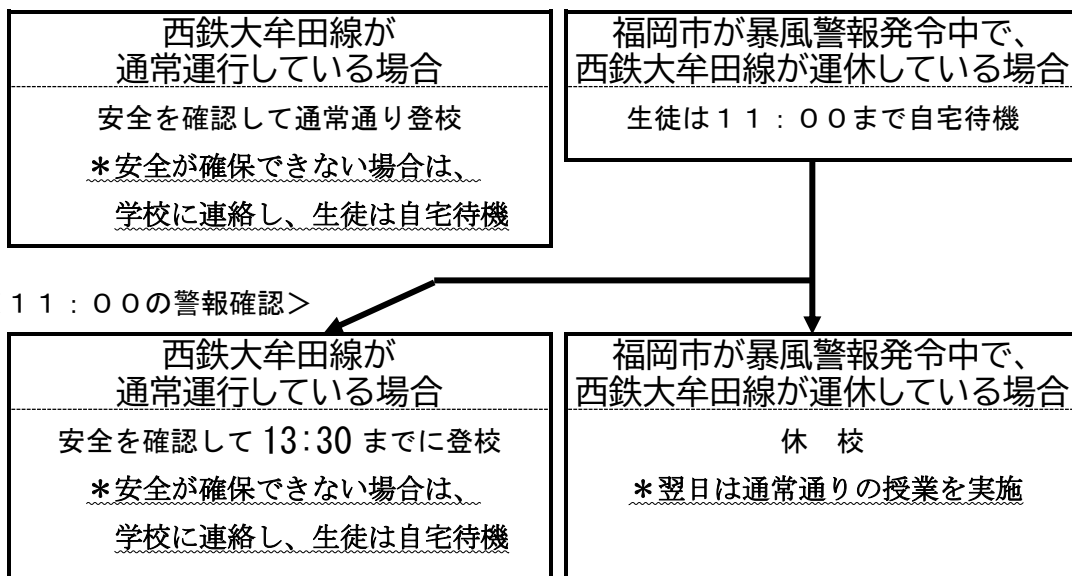 西鉄大牟田線が
通常運行している場合
安全を確認して通常通り登校
＊安全が確保できない場合は、
学校に連絡し、生徒は自宅待機
福岡市が暴風警報発令中で、
西鉄大牟田線が運休している場合
生徒は１１：００まで自宅待機
１１：００の警報確認＞
西鉄大牟田線が
通常運行している場合
安全を確認して 13:30 までに登校
＊安全が確保できない場合は、
学校に連絡し、生徒は自宅待機
福岡市が暴風警報発令中で、
西鉄大牟田線が運休している場合
休　校
＊翌日は通常通りの授業を実施